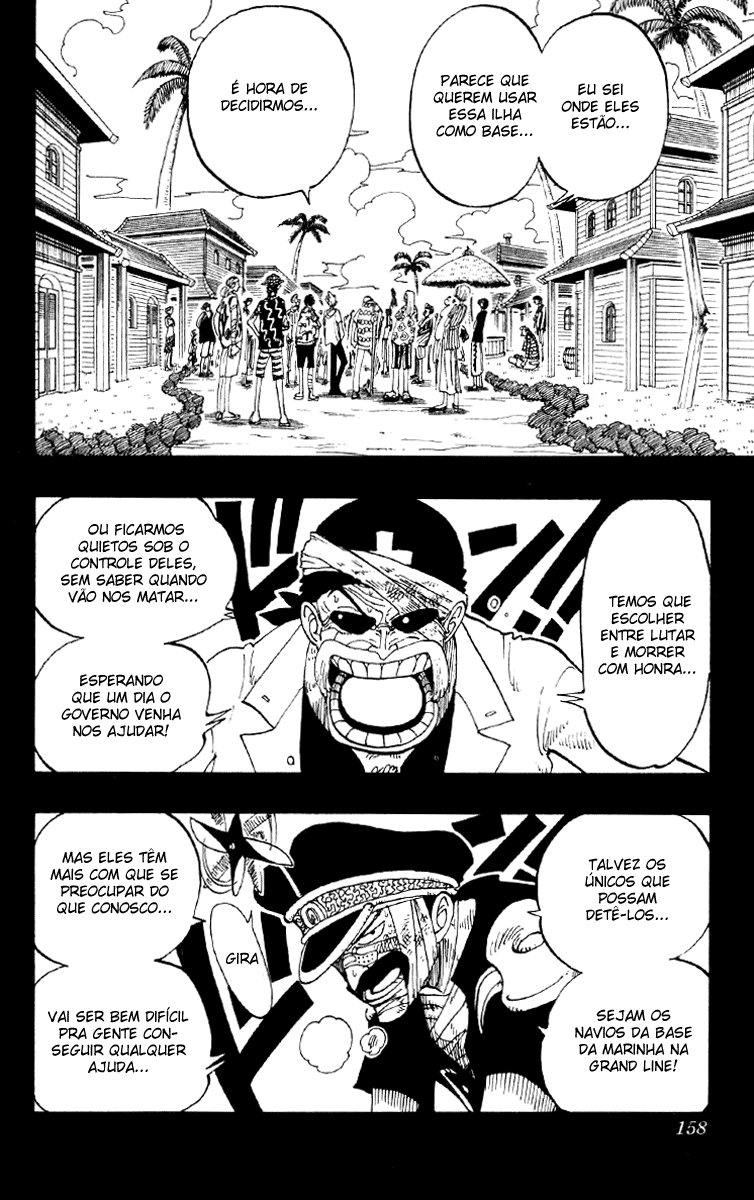 EU SEI
ONDE ELES
ESTÃO...
PARECE QUE
QUEREM USAR
ESSA ILHA
COMO BASE...
É HORA DE
DECIDIRMOS...
TEMOS QUE
ESCOLHER
ENTRE LUTAR
E MORRER
COM HONRA...
OU FICARMOS
QUIETOS SOB O
CONTROLE DELES,
SEM SABER QUANDO
VÃO NOS MATAR...
ESPERANDO
QUE UM DIA O
GOVERNO VENHA
NOS AJUDAR!
TALVEZ OS
ÚNICOS QUE
POSSAM
DETÊ-LOS...
SEJAM OS
NAVIOS DA BASE
DA MARINHA NA
GRAND LINE!
GIRA
MAS ELES TÊM
MAIS COM QUE SE
PREOCUPAR DO
QUE CONOSCO...
VAI SER BEM DIFÍCIL
PRA GENTE CON-
SEGUIR QUALQUER
AJUDA...
158